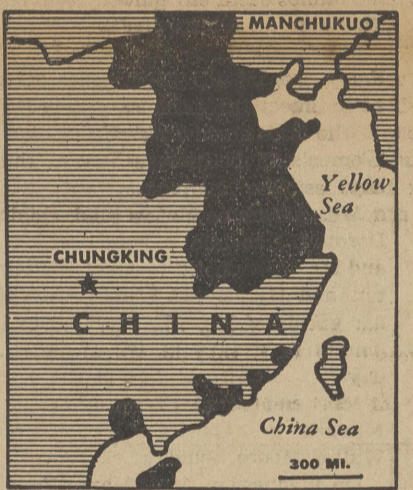 MANCHUKUO
Yellow
Sea
CHUNGKING
CHINA
China Sea
300 MI.